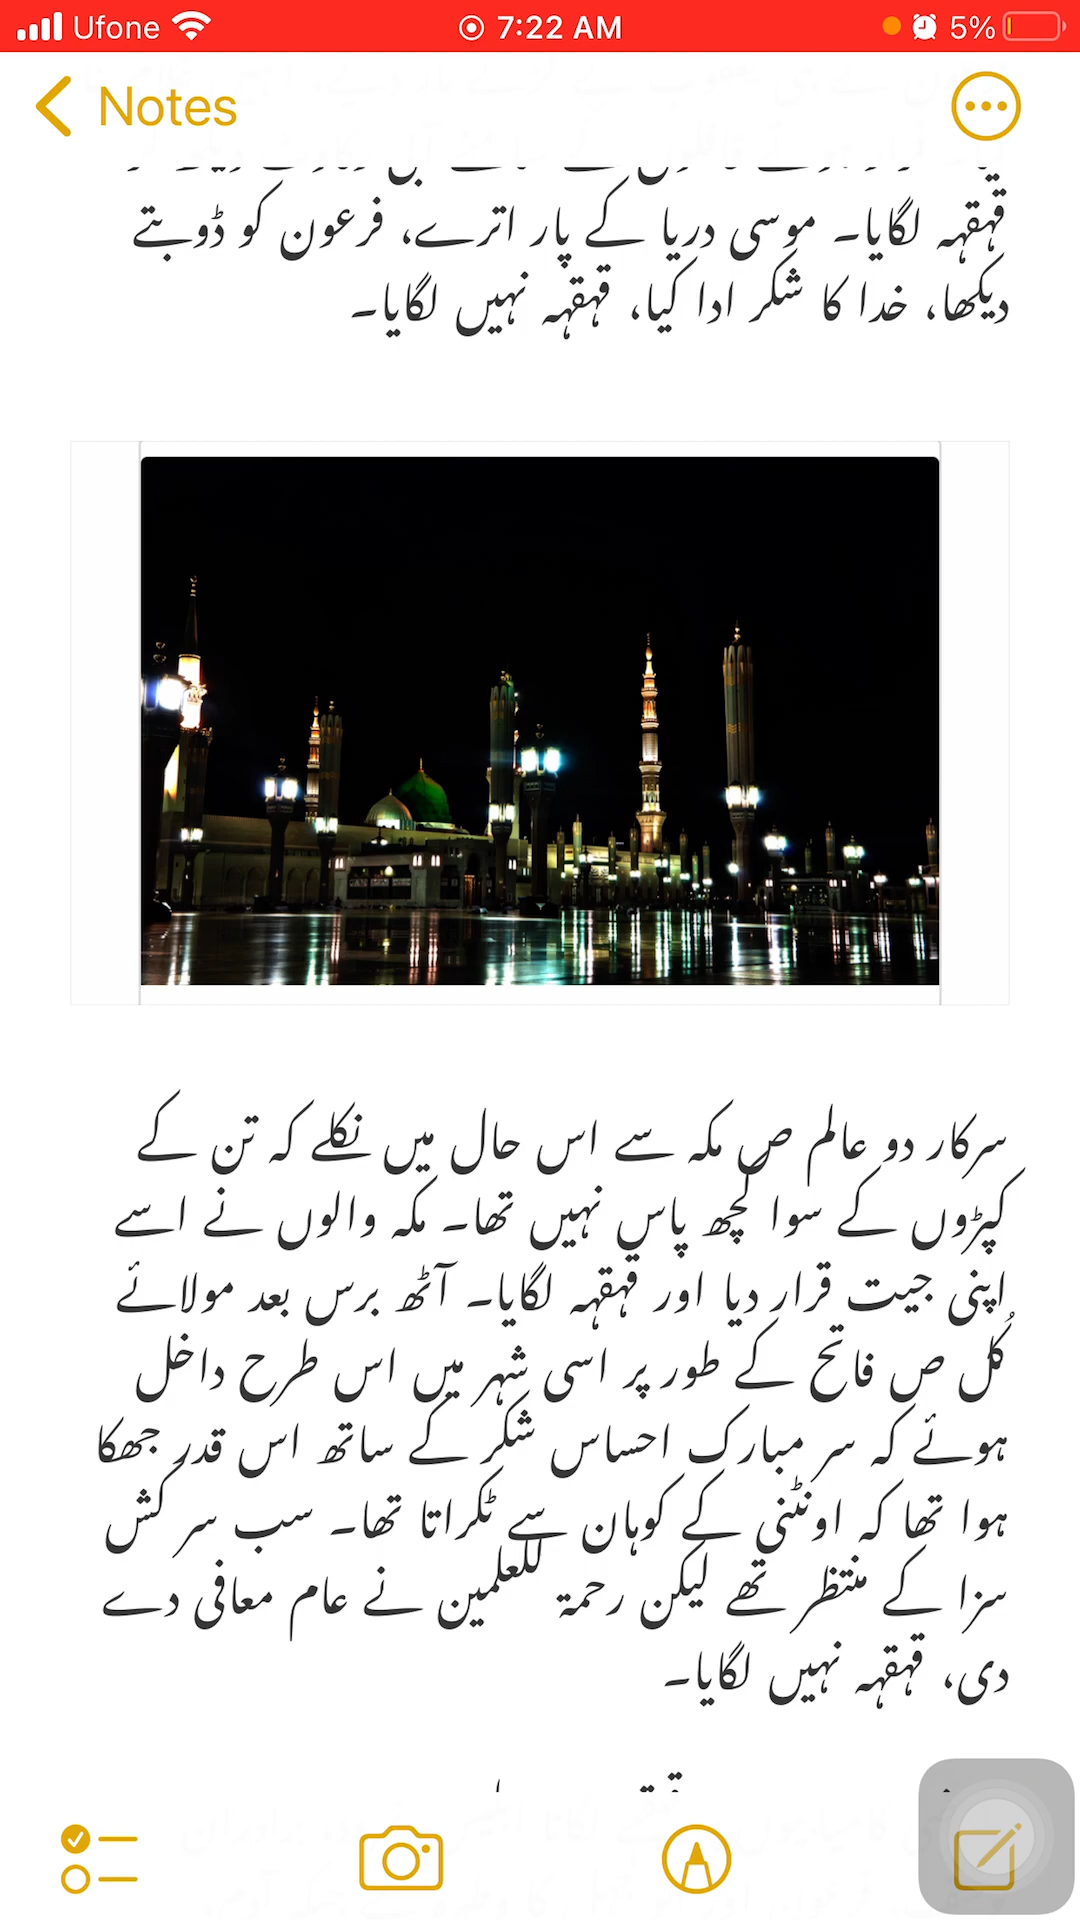 Ufone
7:22 AM
5%
Notes
قہقہہ لگایا۔ موسی دریا کے پار اترے، فرعون کو ڈوبتے
دیکھا، خدا کا شکر ادا کیا، قہقہہ نہیں لگایا۔
سرکار دو عالم ص مکہ سے اس حال میں نکلے کہ تن کے
کپڑوں کے سوا کچھ پاس نہیں تھا۔ مکہ والوں نے اسے
اپنی جیت قرار دیا اور قہقہہ لگایا۔ آٹھ برس بعد مولائے
کُل ص فاتح کے طور پر اسی شہر میں اس طرح داخل
ہوئے کہ سر مبارک احساس شکر کے ساتھ اس قدر جھکا
ہوا تھا کہ اونٹنی کے کوہان سے ٹکراتا تھا۔ سب سرکش
سزا کے منتظر تھے لیکن رحمۃ للعلمین نے عام معافی دے
دی، قہقہہ نہیں لگایا۔